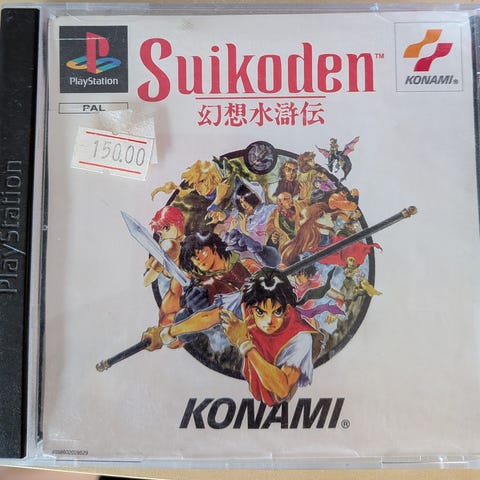 PlayStation
PlayStation
PAL
Suikoden™
幻想水滸伝
KONAMI®
150.00
KONAMI®